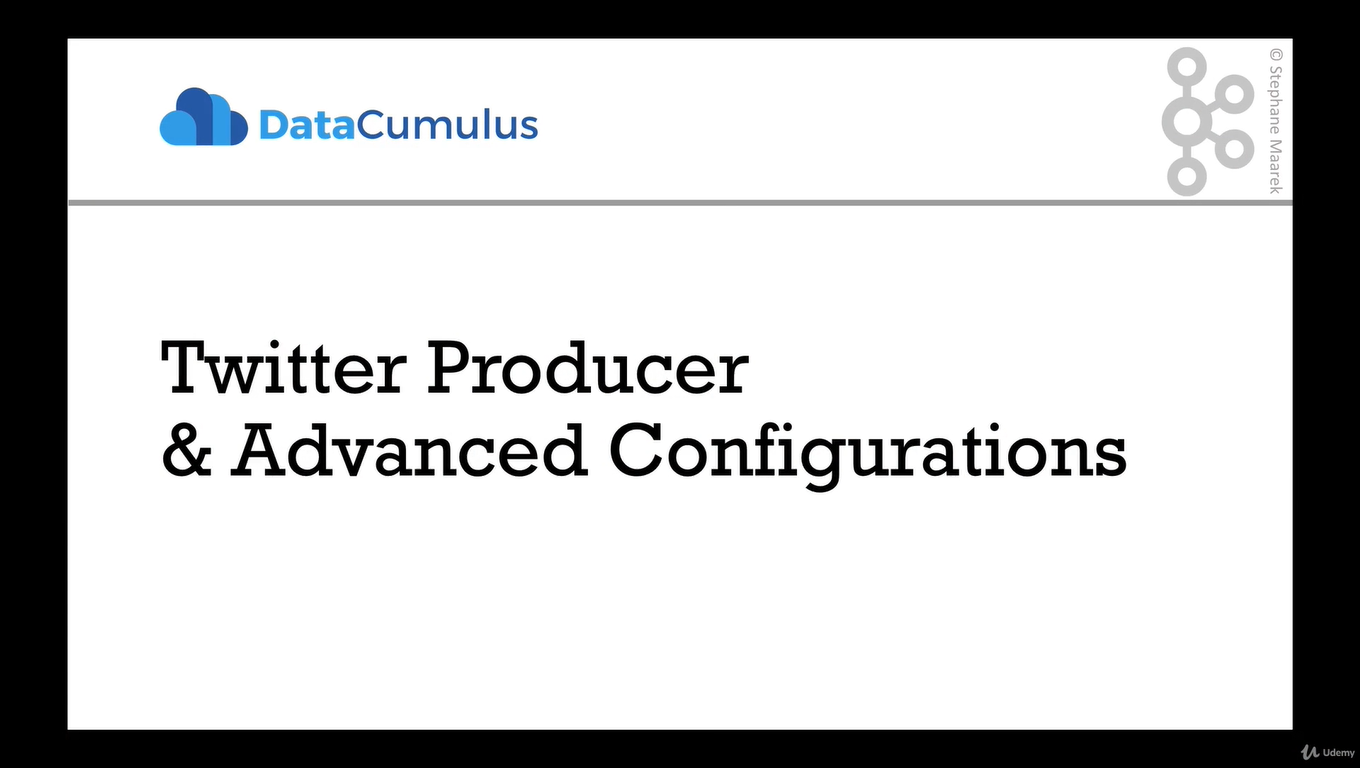 DataCumulus
© Stephane Maarek
Twitter Producer
& Advanced Configurations
Udemy